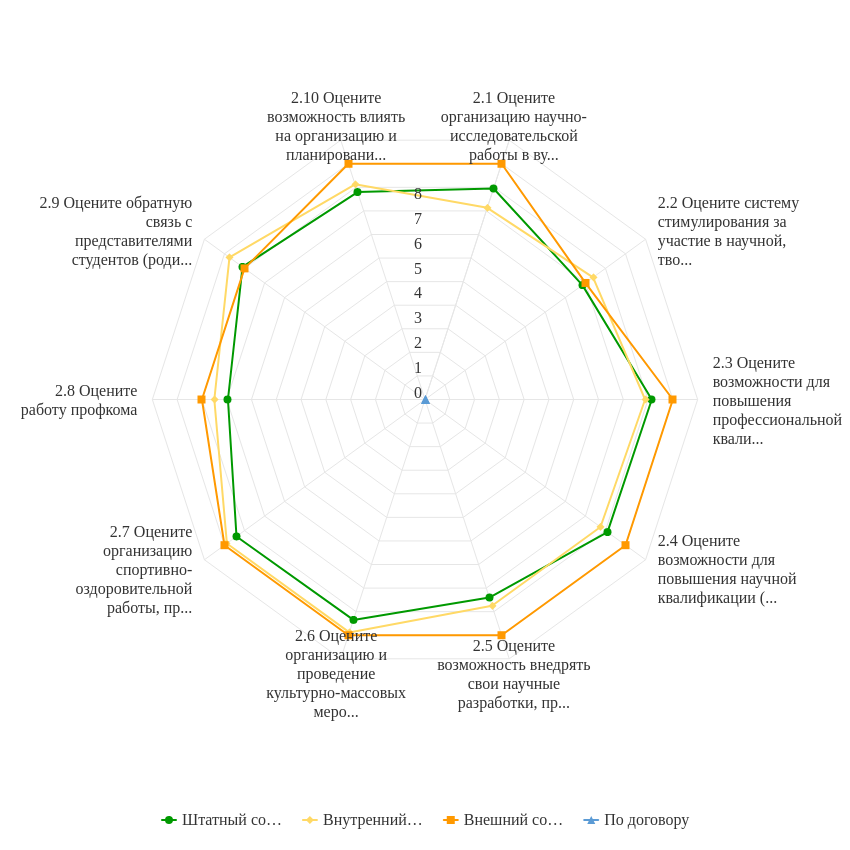 2.10 Оцените
возможность влиять
на организацию и
планировани...
2.1 Оцените
организацию научно-
исследовательской
работы в ву...
2.9 Оцените обратную
связь с
представителями
студентов (роди...
2.2 Оцените систему
стимулирования за
участие в научной,
тво...
8
7
6
5
4
3
2
1
0
2.8 Оцените
работу профкома
2.3 Оцените
возможности для
повышения
профессиональной
квали...
2.7 Оцените
организацию
спортивно-
оздоровительной
работы, пр...
2.4 Оцените
возможности для
повышения научной
квалификации (...
2.6 Оцените
организацию и
проведение
культурно-массовых
меро...
2.5 Оцените
возможность внедрять
свои научные
разработки, пр...
Штатный со… Внутренний… Внешний со… По договору